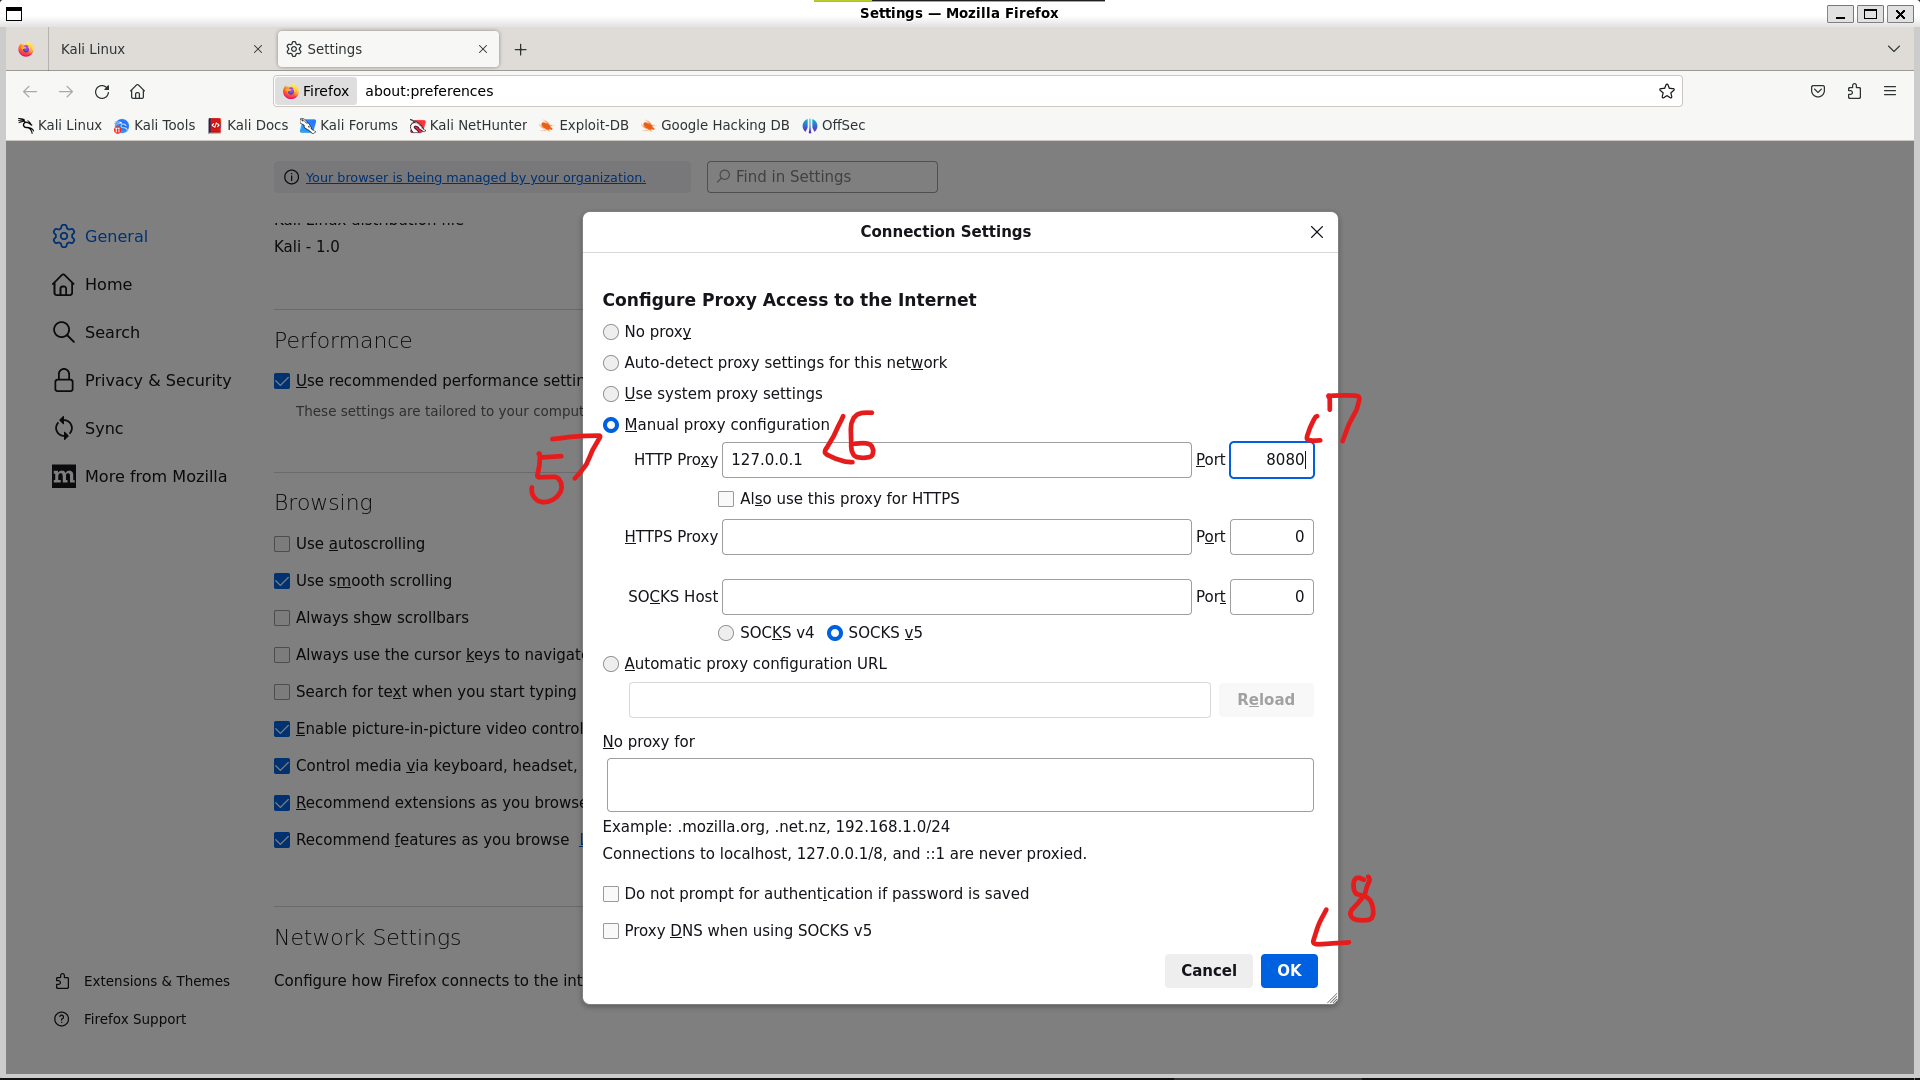 Settings — Mozilla Firefox
Kali Linux
Settings
Firefox about:preferences
Kali Linux Kali Tools Kali Docs Kali Forums Kali NetHunter Exploit-DB Google Hacking DB OffSec
Your browser is being managed by your organization.
Find in Settings
General
Home
Search
Privacy & Security
Sync
More from Mozilla
Extensions & Themes
Firefox Support
Kali Linux distribution file
Kali - 1.0
Performance
Use recommended performance settin
These settings are tailored to your comput
Browsing
Use autoscrolling
Use smooth scrolling
Always show scrollbars
Always use the cursor keys to navigate
Search for text when you start typing
Enable picture-in-picture video control
Control media via keyboard, headset,
Recommend extensions as you browse
Recommend features as you browse
Network Settings
Configure how Firefox connects to the int
Connection Settings
Configure Proxy Access to the Internet
No proxy
Auto-detect proxy settings for this network
Use system proxy settings
5 Manual proxy configuration 6 7
HTTP Proxy 127.0.0.1 Port 8080
Also use this proxy for HTTPS
HTTPS Proxy Port 0
SOCKS Host Port 0
SOCKS v4 SOCKS v5
Automatic proxy configuration URL
Reload
No proxy for
Example: .mozilla.org, .net.nz, 192.168.1.0/24
Connections to localhost, 127.0.0.1/8, and ::1 are never proxied.
Do not prompt for authentication if password is saved
8
Proxy DNS when using SOCKS v5
Cancel OK